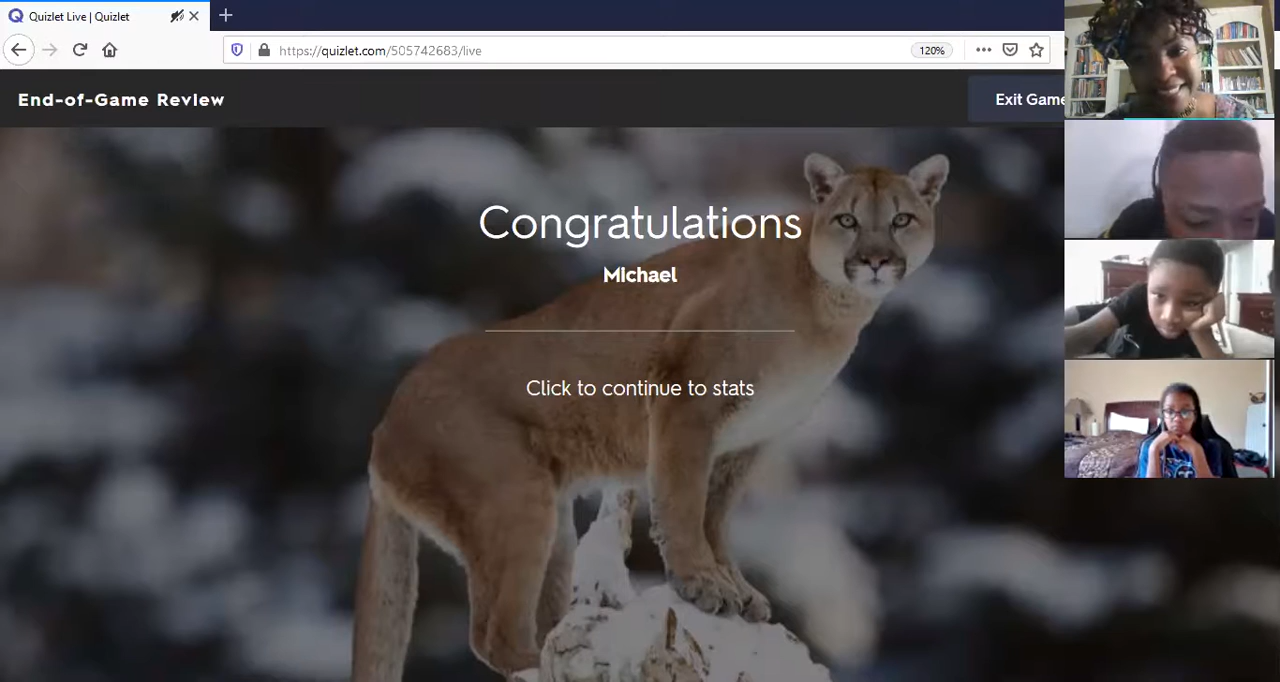 Quizlet Live | Quizlet
https://quizlet.com/505742683/live
120%
End-of-Game Review
Exit Game
Congratulations
Michael
Click to continue to stats